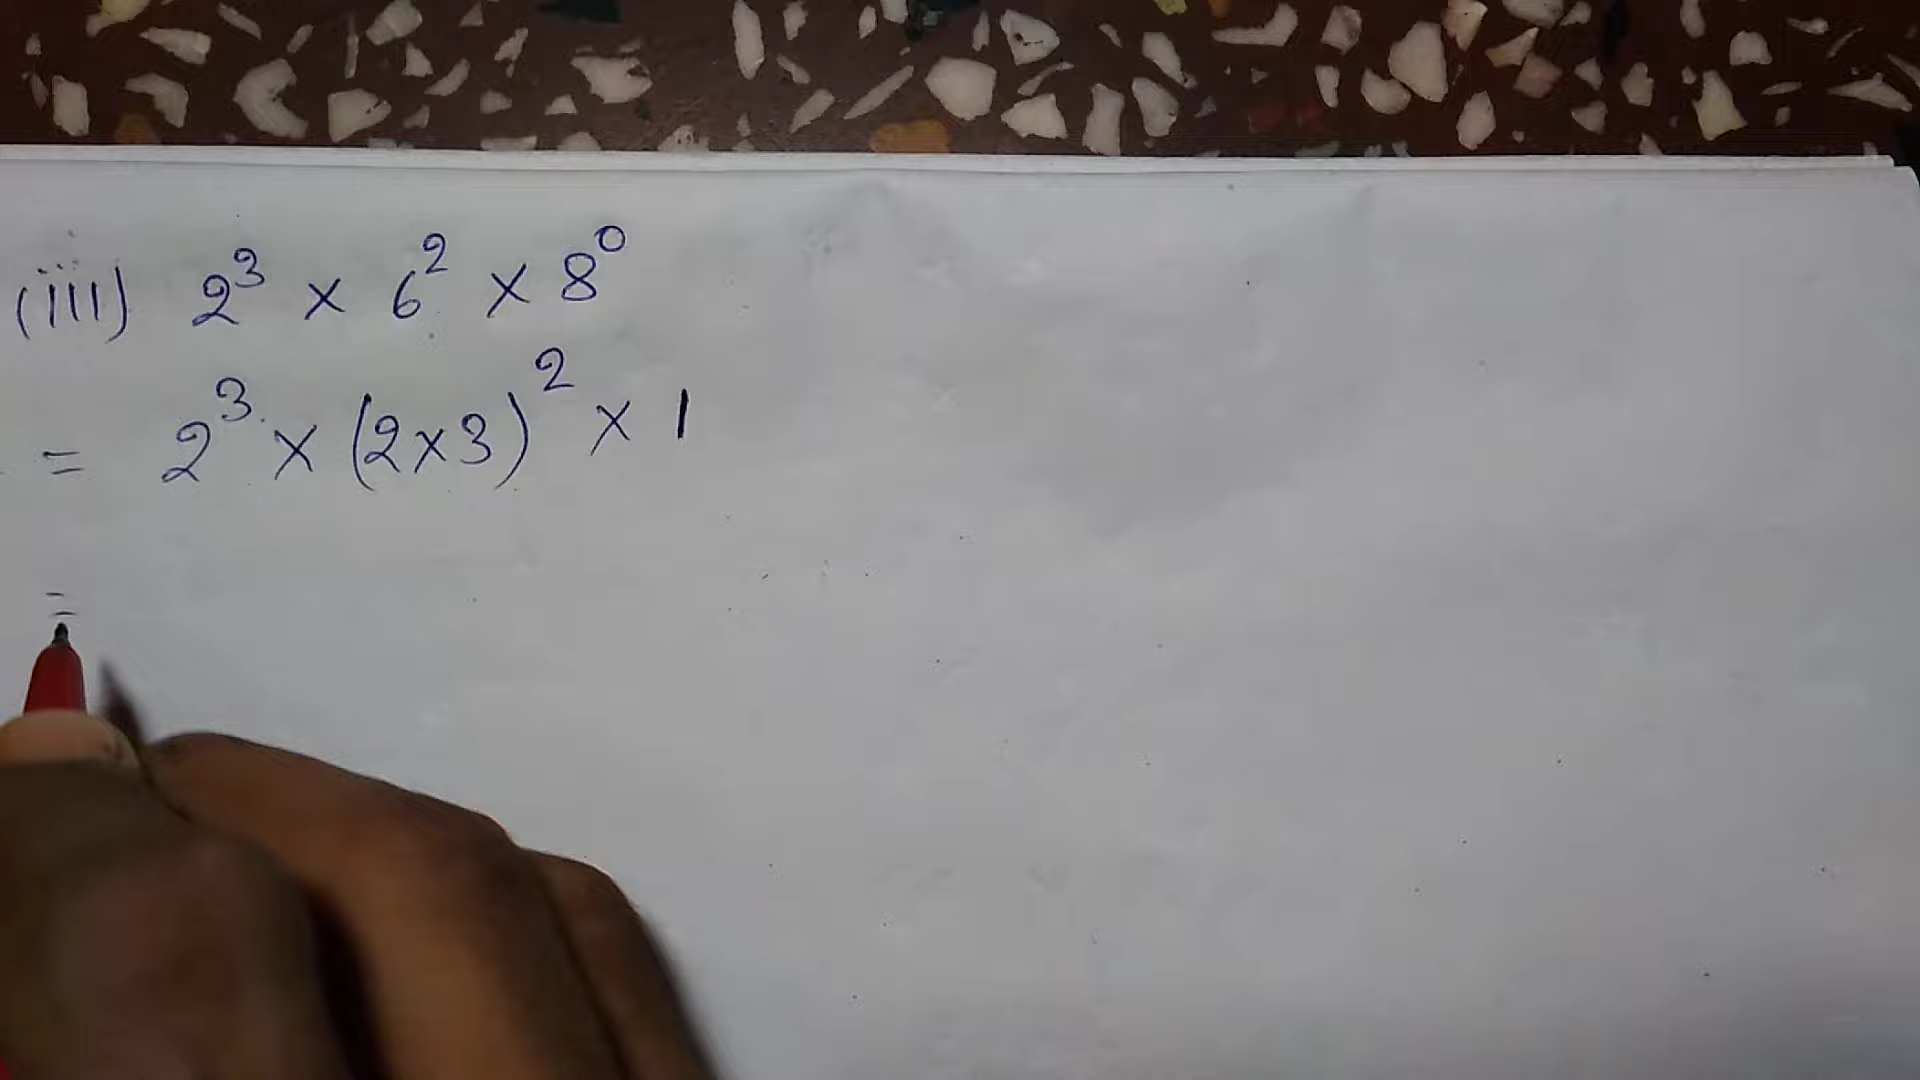 (iii) 2³ × 6² × 8⁰
= 2³ × (2×3)² × 1
=